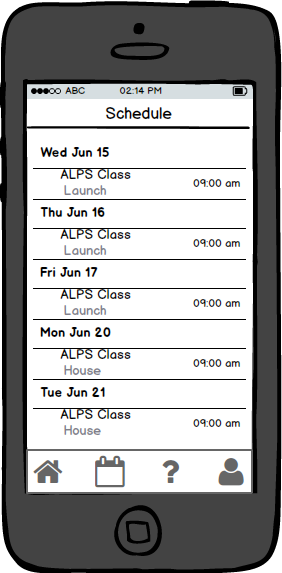 ABC 02:14 PM
Schedule
Wed Jun 15
ALPS Class
Launch 09:00 am
Thu Jun 16
ALPS Class
Launch 09:00 am
Fri Jun 17
ALPS Class
Launch 09:00 am
Mon Jun 20
ALPS Class
House 09:00 am
Tue Jun 21
ALPS Class
House 09:00 am
?